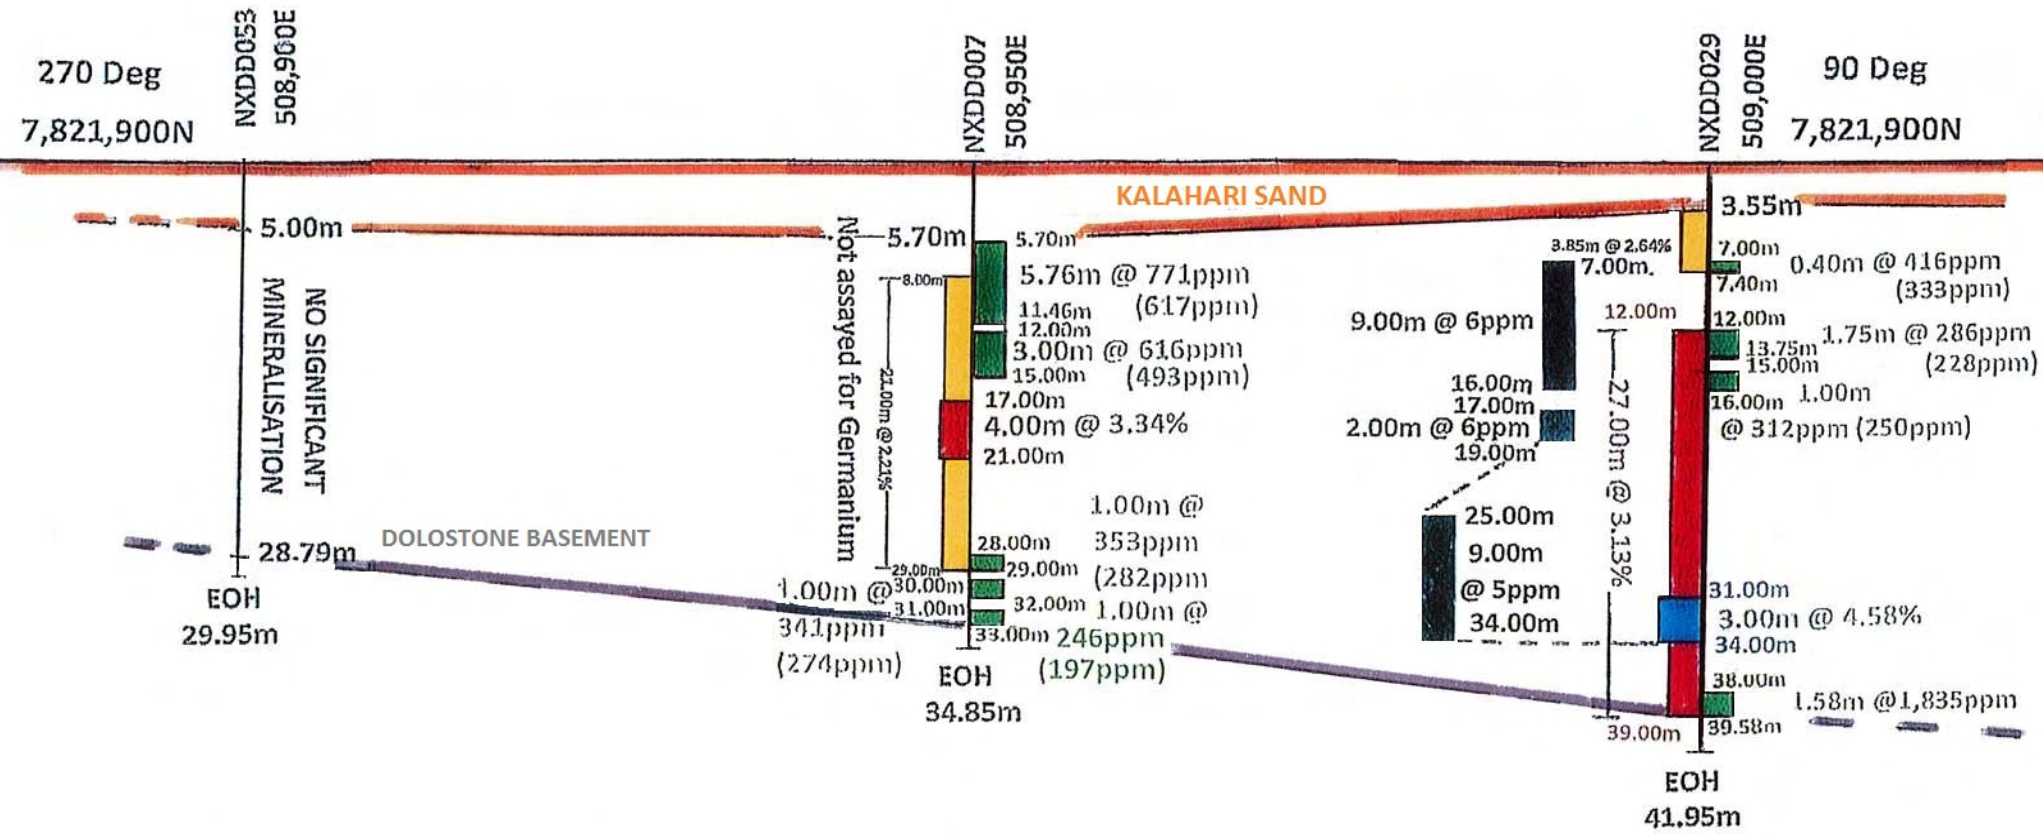 270 Deg
7,821,900N
NXDD053
508,900E
NXDD007
508,950E
NXDD029
509,000E
90 Deg
7,821,900N
KALAHARI SAND
5.00m
NO SIGNIFICANT
MINERALISATION
28.79m
EOH
29.95m
DOLOSTONE BASEMENT
Not assayed for Germanium
5.70m
5.70m
8.00m
5.76m @ 771ppm
(617ppm)
11.46m
12.00m
3.00m @ 616ppm
15.00m
(493ppm)
21.00m @ 2.21%
17.00m
4.00m @ 3.34%
21.00m
1.00m @
353ppm
(282ppm
28.00m
29.00m
29.00m
30.00m
31.00m
1.00m @
341ppm
(274ppm)
32.00m
33.00m
1.00m @
246ppm
(197ppm)
EOH
34.85m
3.55m
3.85m @ 2.64%
7.00m.
7.00m
7.40m
0.40m @ 416ppm
(333ppm)
9.00m @ 6ppm
12.00m
12.00m
13.75m
1.75m @ 286ppm
(228ppm)
15.00m
16.00m
1.00m
@ 312ppm (250ppm)
16.00m
17.00m
2.00m @ 6ppm
19.00m
27.00m @ 3.13%
25.00m
9.00m
@ 5ppm
34.00m
31.00m
3.00m @ 4.58%
34.00m
38.00m
1.58m @1,835ppm
39.00m
39.58m
EOH
41.95m